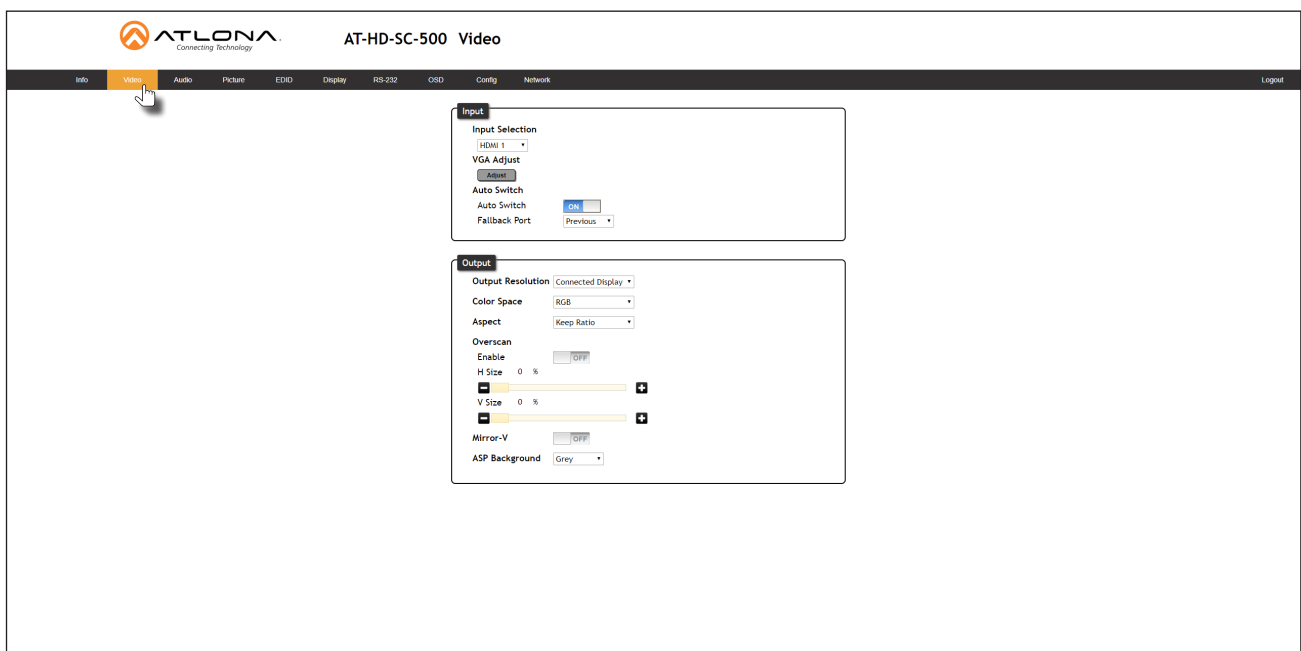 ATLONA.
Connecting Technology
AT-HD-SC-500 Video
Info Video Audio Picture EDID Display RS-232 OSD Config Network Logout
Input
Input Selection
HDMI 1
VGA Adjust
Adjust
Auto Switch
Auto Switch ON
Fallback Port Previous
Output
Output Resolution Connected Display
Color Space RGB
Aspect Keep Ratio
Overscan
Enable OFF
H Size 0 %
V Size 0 %
Mirror-V OFF
ASP Background Grey